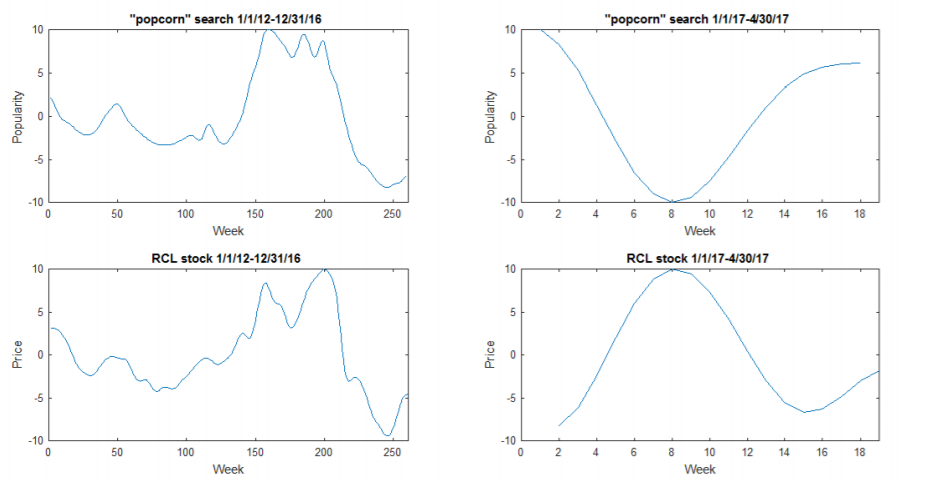 "popcorn" search 1/1/12-12/31/16
10
5
0
-5
-10
Popularity
0 50 100 150 200 250
Week
"popcorn" search 1/1/17-4/30/17
10
5
0
-5
-10
Popularity
0 2 4 6 8 10 12 14 16 18
Week
RCL stock 1/1/12-12/31/16
10
5
0
-5
-10
Price
0 50 100 150 200 250
Week
RCL stock 1/1/17-4/30/17
10
5
0
-5
-10
Price
0 2 4 6 8 10 12 14 16 18
Week